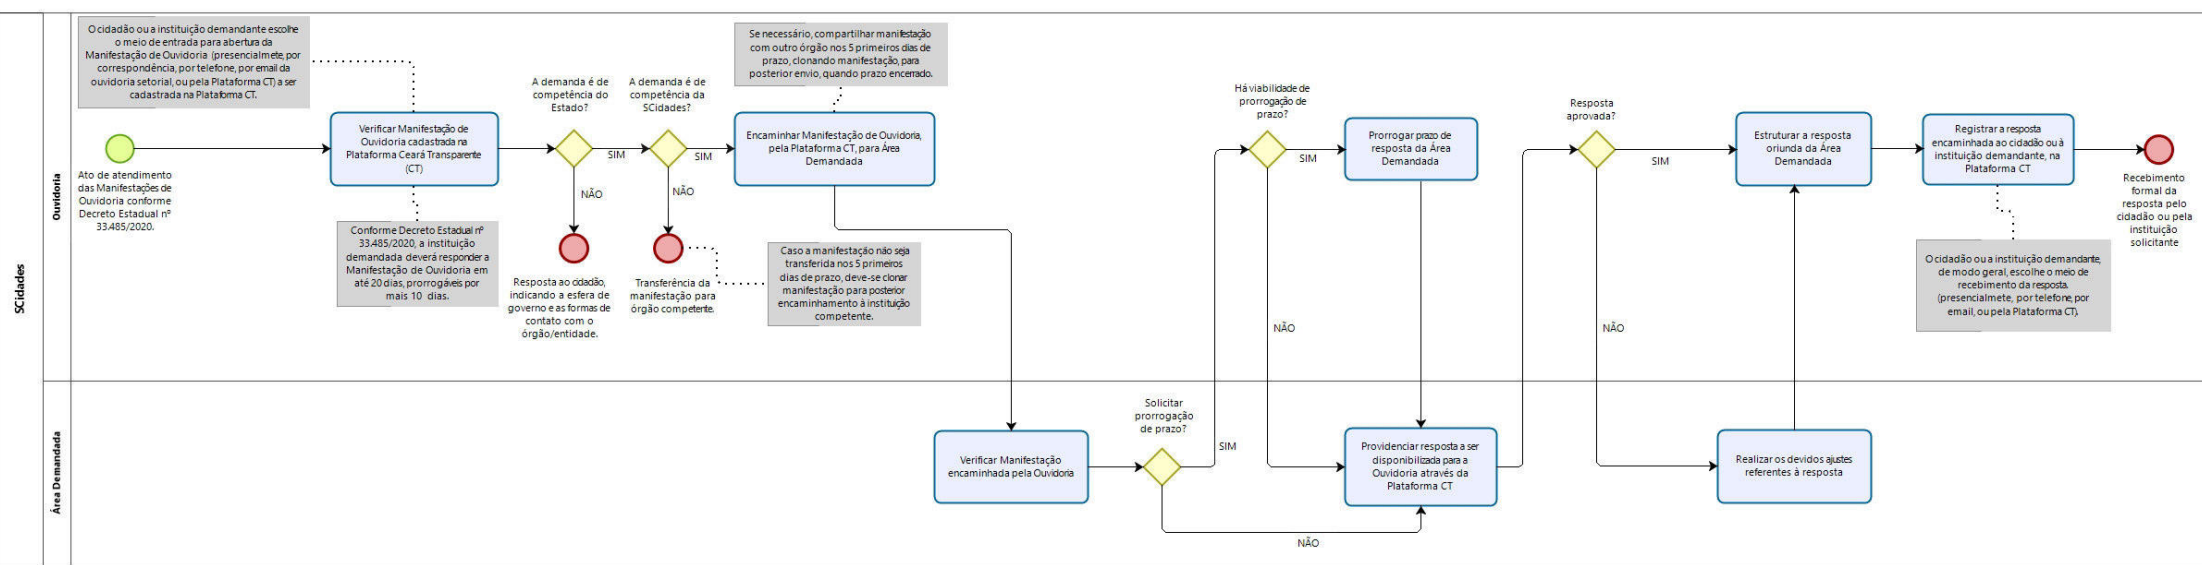 SCidades
Ouvidoria
O cidadão ou a instituição demandante escolhe
o meio de entrada para abertura da
Manifestação de Ouvidoria (presencialmete, por
correspondência, por telefone, por email da
ouvidoria setorial, ou pela Plataforma CT) a ser
cadastrada na Plataforma CT.
Ato de atendimento
das Manifestações de
Ouvidoria conforme
Decreto Estadual nº
33.485/2020.
Verificar Manifestação de
Ouvidoria cadastrada na
Plataforma Ceará Transparente
(CT)
Conforme Decreto Estadual nº
33.485/2020, a instituição
demandada deverá responder a
Manifestação de Ouvidoria em
até 20 dias, prorrogáveis por
mais 10 dias.
A demanda é de
competência do
Estado?
SIM
NÃO
Resposta ao cidadão,
indicando a esfera de
governo e as formas de
contato com o
órgão/entidade.
A demanda é de
competência da
SCidades?
SIM
NÃO
Transferência da
manifestação para
órgão competente.
Caso a manifestação não seja
transferida nos 5 primeiros
dias de prazo, deve-se clonar
manifestação para posterior
encaminhamento à instituição
competente.
Se necessário, compartilhar manifestação
com outro órgão nos 5 primeiros dias de
prazo, clonando manifestação, para
posterior envio, quando prazo encerrado.
Encaminhar Manifestação de Ouvidoria,
pela Plataforma CT, para Área
Demandada
Há viabilidade de
prorrogação de
prazo?
SIM
NÃO
Prorrogar prazo de
resposta da Área
Demandada
Resposta
aprovada?
SIM
NÃO
Estruturar a resposta
oriunda da Área
Demandada
Registrar a resposta
encaminhada ao cidadão ou à
instituição demandante, na
Plataforma CT
O cidadão ou a instituição demandante,
de modo geral, escolhe o meio de
recebimento da resposta.
(presencialmete, por telefone, por
email, ou pela Plataforma CT).
Recebimento
formal da
resposta pelo
cidadão ou pela
instituição
solicitante
Área Demandada
Verificar Manifestação
encaminhada pela Ouvidoria
Solicitar
prorrogação
de prazo?
SIM
NÃO
Providenciar resposta a ser
disponibilizada para a
Ouvidoria através da
Plataforma CT
Realizar os devidos ajustes
referentes à resposta